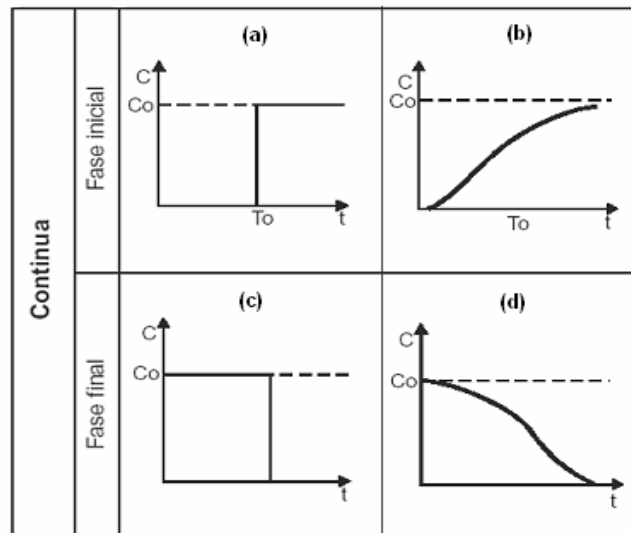 Continua
Fase inicial
(a)
C
Co
To
t
(b)
C
Co
To
t
Fase final
(c)
C
Co
t
(d)
C
Co
t